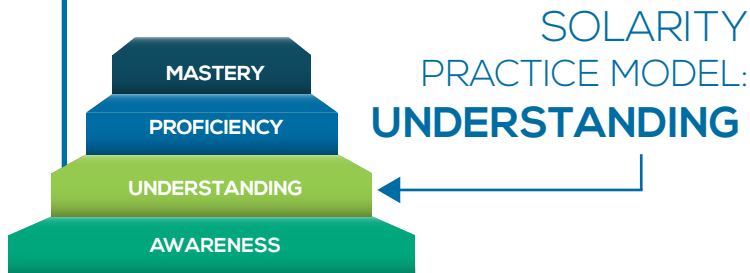 SOLARITY
PRACTICE MODEL:
UNDERSTANDING
MASTERY
PROFICIENCY
UNDERSTANDING
AWARENESS